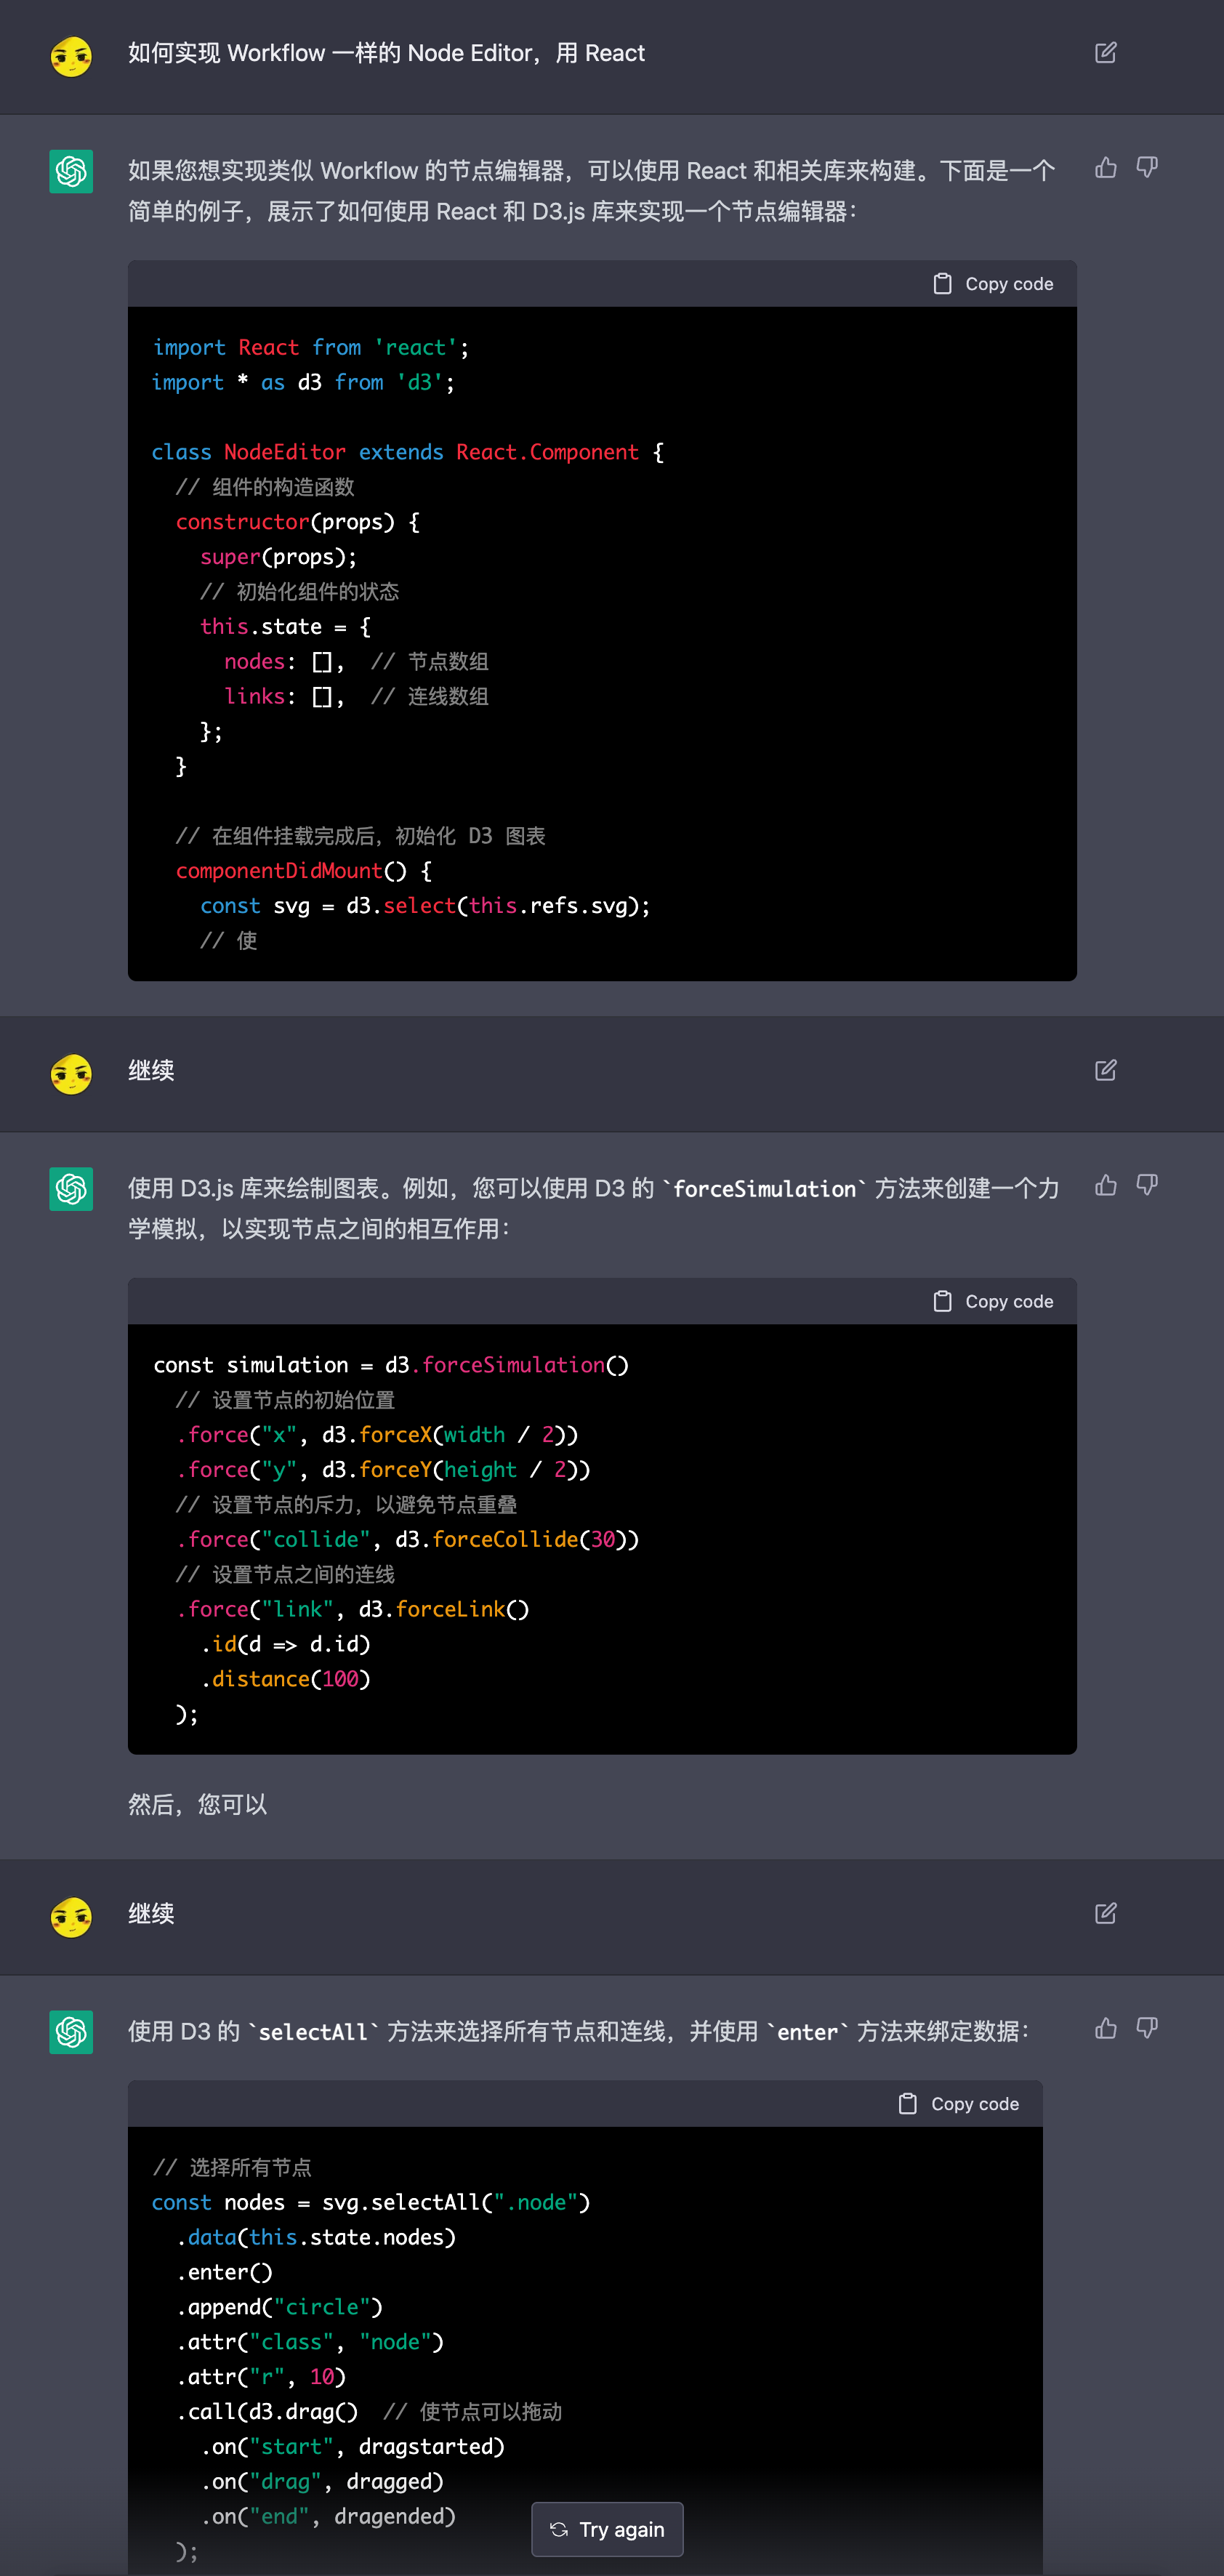 如何实现 Workflow 一样的 Node Editor，用 React
如果您想实现类似 Workflow 的节点编辑器，可以使用 React 和相关库来构建。下面是一个
简单的例子，展示了如何使用 React 和 D3.js 库来实现一个节点编辑器：
Copy code
import React from 'react';
import * as d3 from 'd3';
class NodeEditor extends React.Component {
  // 组件的构造函数
  constructor(props) {
    super(props);
    // 初始化组件的状态
    this.state = {
      nodes: [],  // 节点数组
      links: [],  // 连线数组
    };
  }
  // 在组件挂载完成后，初始化 D3 图表
  componentDidMount() {
    const svg = d3.select(this.refs.svg);
    // 使
继续
使用 D3.js 库来绘制图表。例如，您可以使用 D3 的 `forceSimulation` 方法来创建一个力
学模拟，以实现节点之间的相互作用：
Copy code
const simulation = d3.forceSimulation()
  // 设置节点的初始位置
  .force("x", d3.forceX(width / 2))
  .force("y", d3.forceY(height / 2))
  // 设置节点的斥力，以避免节点重叠
  .force("collide", d3.forceCollide(30))
  // 设置节点之间的连线
  .force("link", d3.forceLink()
    .id(d => d.id)
    .distance(100)
  );
然后，您可以
继续
使用 D3 的 `selectAll` 方法来选择所有节点和连线，并使用 `enter` 方法来绑定数据：
Copy code
// 选择所有节点
const nodes = svg.selectAll(".node")
  .data(this.state.nodes)
  .enter()
  .append("circle")
  .attr("class", "node")
  .attr("r", 10)
  .call(d3.drag()  // 使节点可以拖动
    .on("start", dragstarted)
    .on("drag", dragged)
    .on("end", dragended)
  );
Try again